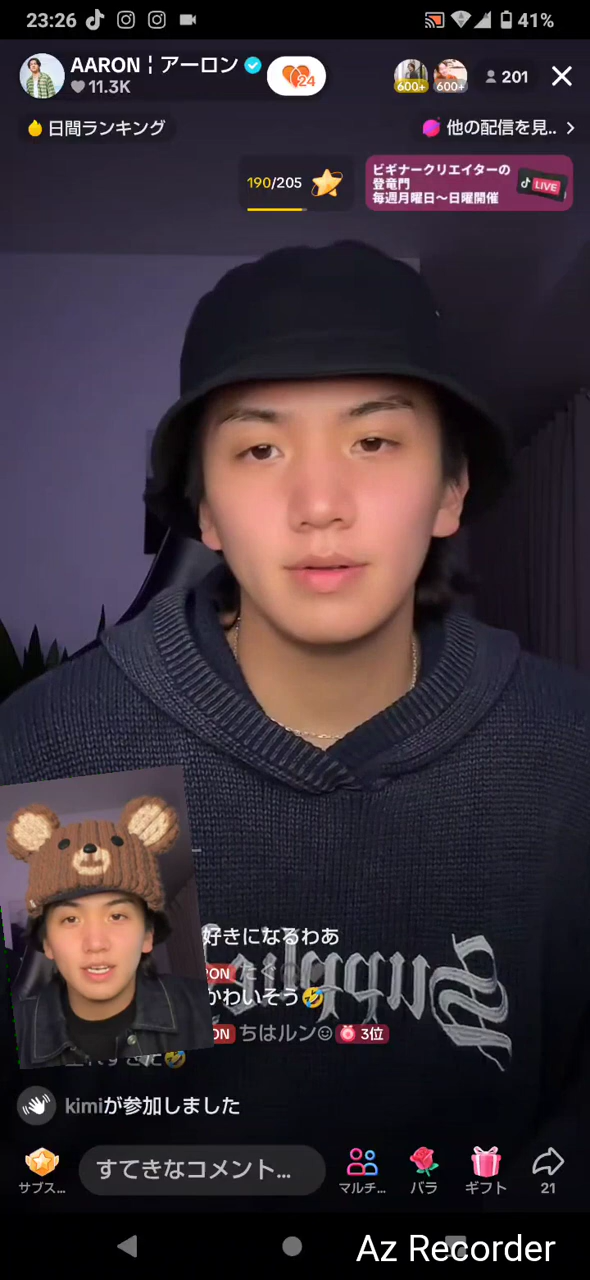 23:26
41%
AARON ¦ アーロン
24
11.3K
600+
600+
201
日間ランキング
他の配信を見..
190/205
ビギナークリエイターの
登竜門
毎週月曜日〜日曜開催
LIVE
好きになるわあ
かわいそう🤣
ちはルン☺ 3位
kimiが参加しました
すてきなコメント...
サブス...
マルチ...
バラ
ギフト
21
Az Recorder